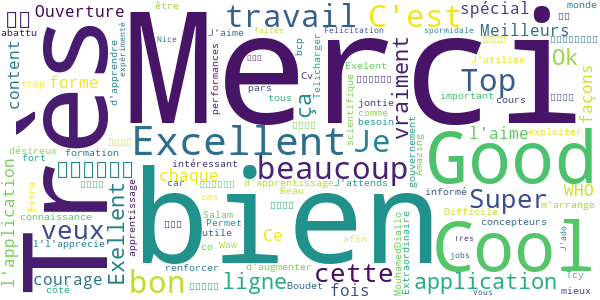 être
Ouverture
travail
C'est
spécial
monde
abattu
Nice
J'aime
faites
Félicitation
spormidale
Meilleurs
expérimenté
bcp
Telicharger
J'utilise
content
d'apprendre
performances
Merci
Très
Cv
Exelent
vraiment
Top
Ok
trop
forme
pars
ça
tous
scientifique
jontie
comme
besoin
important
cours
façons
désireux
fort
formation
Excellent
Je
gouvernement
Amazing
l'aime
exploiter
Good
l'application
Exellent
apprentissage
intéressant
beaucoup
chaque
car
d'apprentissage
J'attends
bien
informé
WHO
m'arrange
Extra
connaissance
oms
Beau
cette
MouhamedDiallo
Extraordinaire
Super
Difficile
concepteurs
l'l'apprécie
veux
Salam
Permet
utile
Ce
co
Waw
afin
Cool
J'ado
jobs
courage
bon
renforcer
d'augmenter
ligne
Boudet
fois
application
Icy
côté
Vous
mieux